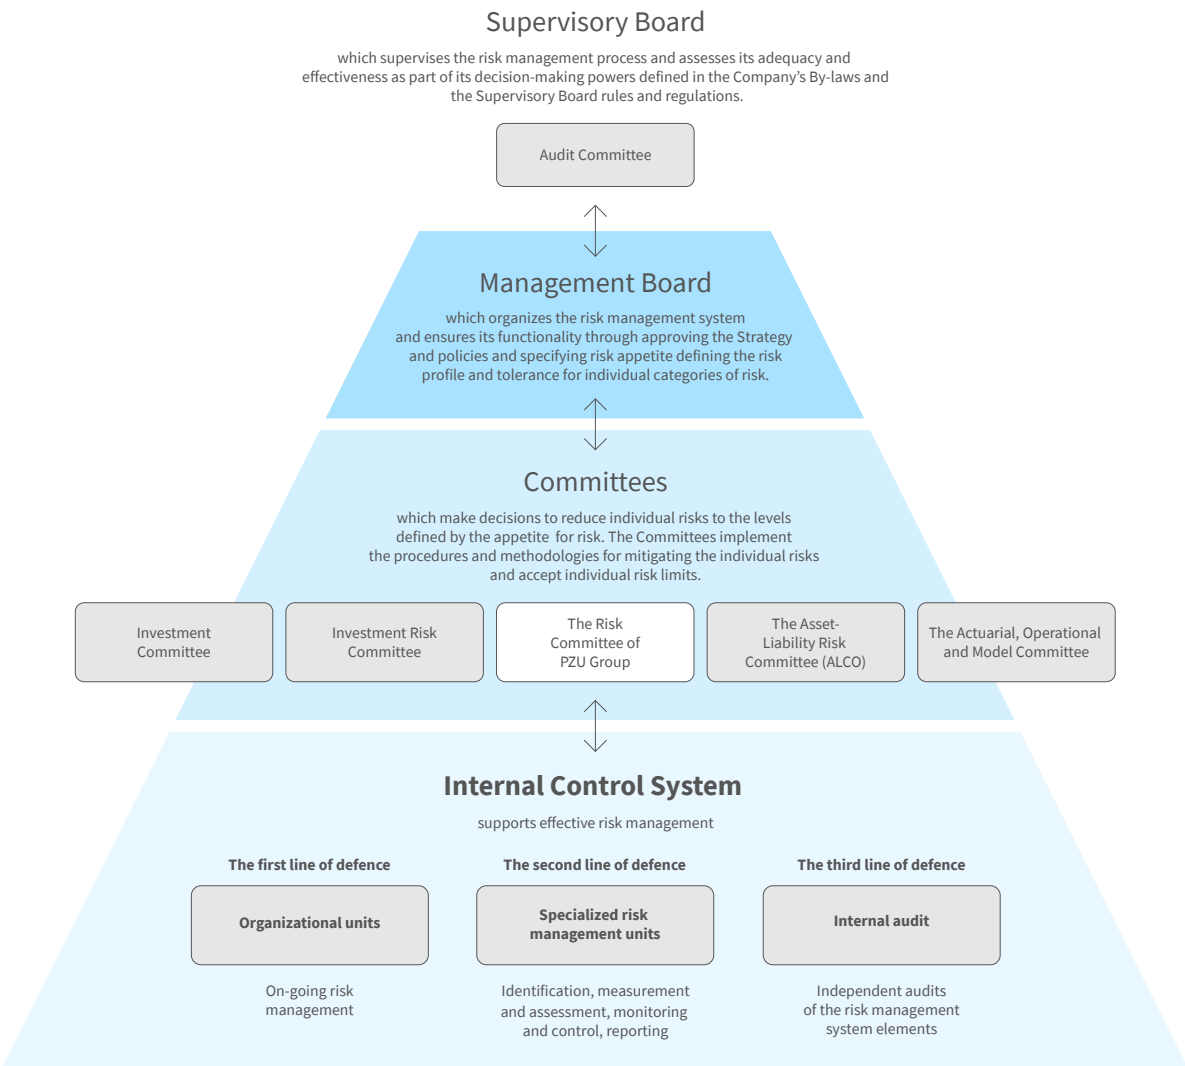 Supervisory Board
which supervises the risk management process and assesses its adequacy and
effectiveness as part of its decision-making powers defined in the Company's By-laws and
the Supervisory Board rules and regulations.
Audit Committee
Management Board
which organizes the risk management system
and ensures its functionality through approving the Strategy
and policies and specifying risk appetite defining the risk
profile and tolerance for individual categories of risk.
Committees
which make decisions to reduce individual risks to the levels
defined by the appetite for risk. The Committees implement
the procedures and methodologies for mitigating the individual risks
and accept individual risk limits.
Investment
Committee
Investment Risk
Committee
The Risk
Committee of
PZU Group
The Asset-
Liability Risk
Committee (ALCO)
The Actuarial, Operational
and Model Committee
Internal Control System
supports effective risk management
The first line of defence
Organizational units
On-going risk
management
The second line of defence
Specialized risk
management units
Identification, measurement
and assessment, monitoring
and control, reporting
The third line of defence
Internal audit
Independent audits
of the risk management
system elements